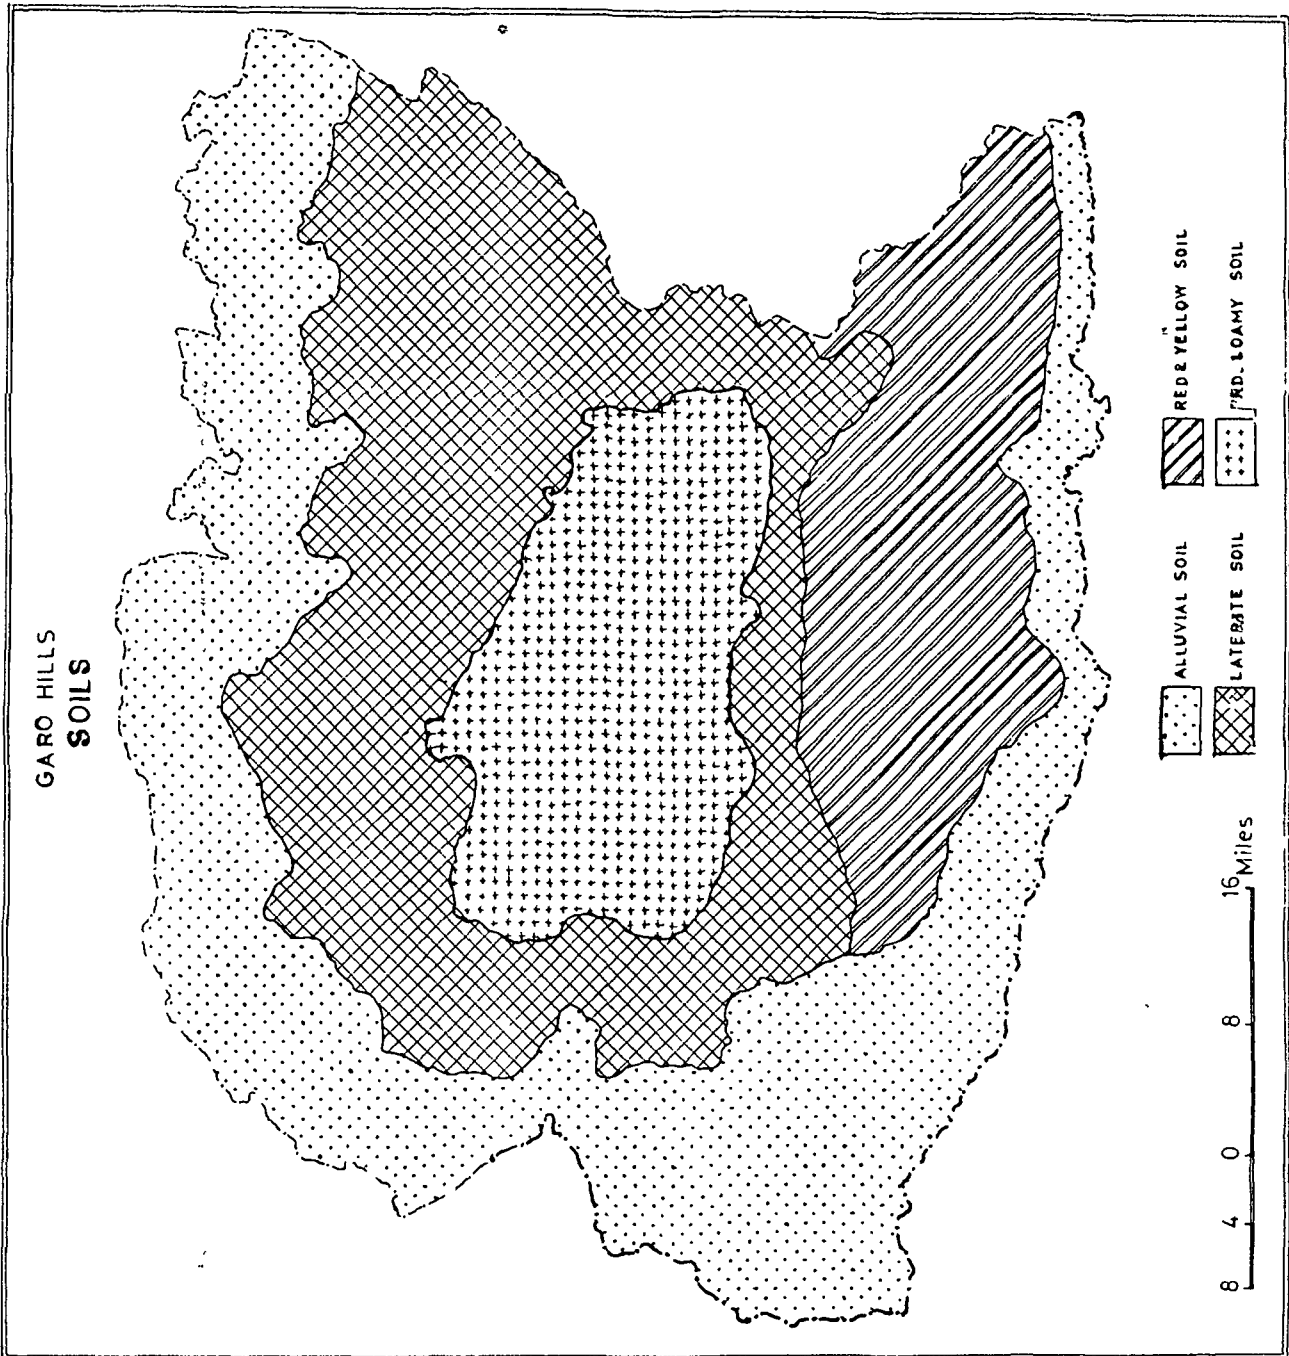 GARO HILLS
SOILS
ALLUVIAL SOIL
LATERATE SOIL
RED & YELLOW SOIL
RD. LOAMY SOIL
8 4 0 8 16
Miles